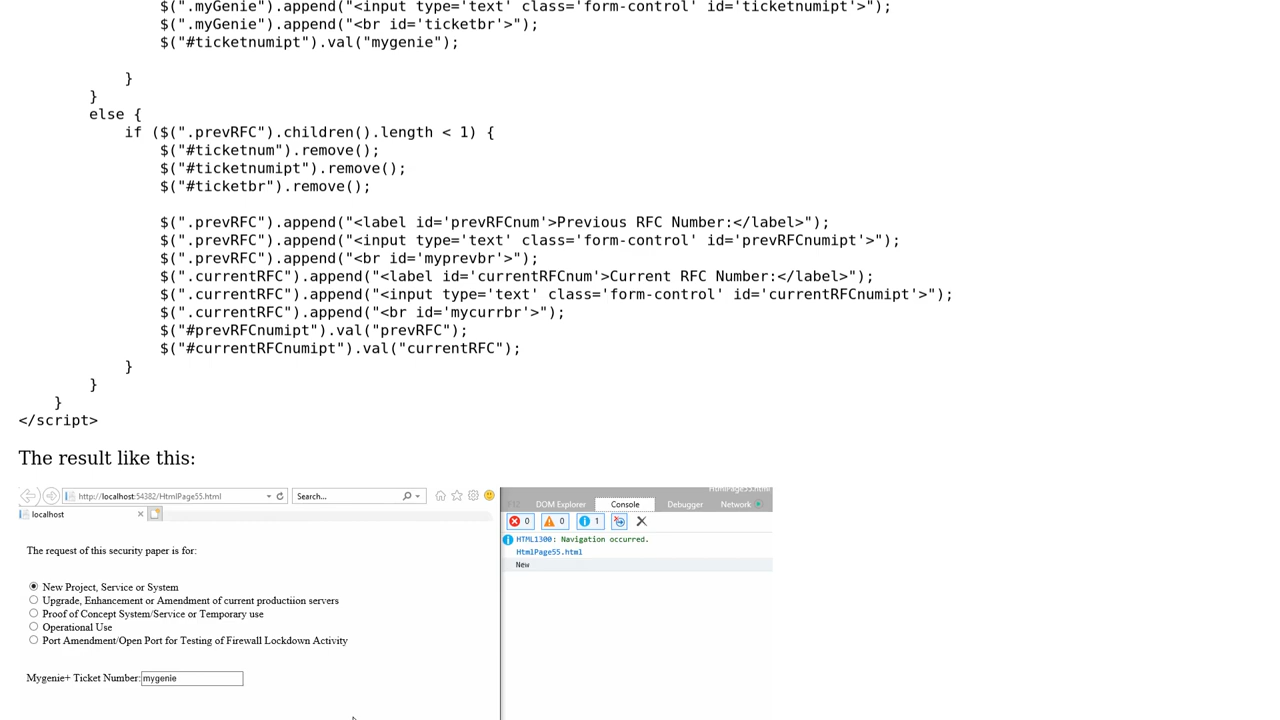 $(".myGenie").append("<input type='text' class='form-control' id='ticketnumipt'>");
$(".myGenie").append("<br id='ticketbr'>");
$("#ticketnumipt").val("mygenie");
}
}
else {
if ($(".prevRFC").children().length < 1) {
$("#ticketnum").remove();
$("#ticketnumipt").remove();
$("#ticketbr").remove();
$(".prevRFC").append("<label id='prevRFCnum'>Previous RFC Number:</label>");
$(".prevRFC").append("<input type='text' class='form-control' id='prevRFCnumipt'>");
$(".prevRFC").append("<br id='myprevbr'>");
$(".currentRFC").append("<label id='currentRFCnum'>Current RFC Number:</label>");
$(".currentRFC").append("<input type='text' class='form-control' id='currentRFCnumipt'>");
$(".currentRFC").append("<br id='mycurrbr'>");
$("#prevRFCnumipt").val("prevRFC");
$("#currentRFCnumipt").val("currentRFC");
}
}
}
</script>
The result like this:
http://localhost:54382/HtmlPage55.html Search...
localhost
The request of this security paper is for:
New Project, Service or System
Upgrade, Enhancement or Amendment of current productiion servers
Proof of Concept System/Service or Temporary use
Operational Use
Port Amendment/Open Port for Testing of Firewall Lockdown Activity
Mygenie+ Ticket Number: mygenie
HtmlPage55.html
F12 DOM Explorer Console Debugger Network
0 0 1
HTML1300: Navigation occurred.
HtmlPage55.html
New